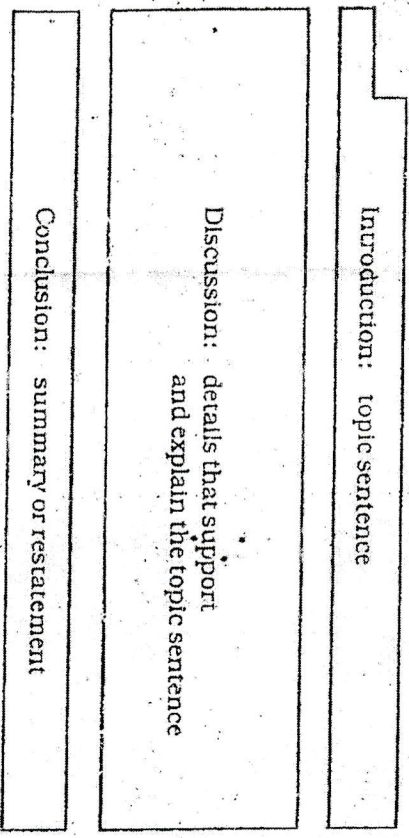 Introduction: topic sentence
Discussion: details that support
and explain the topic sentence
Conclusion: summary or restatement